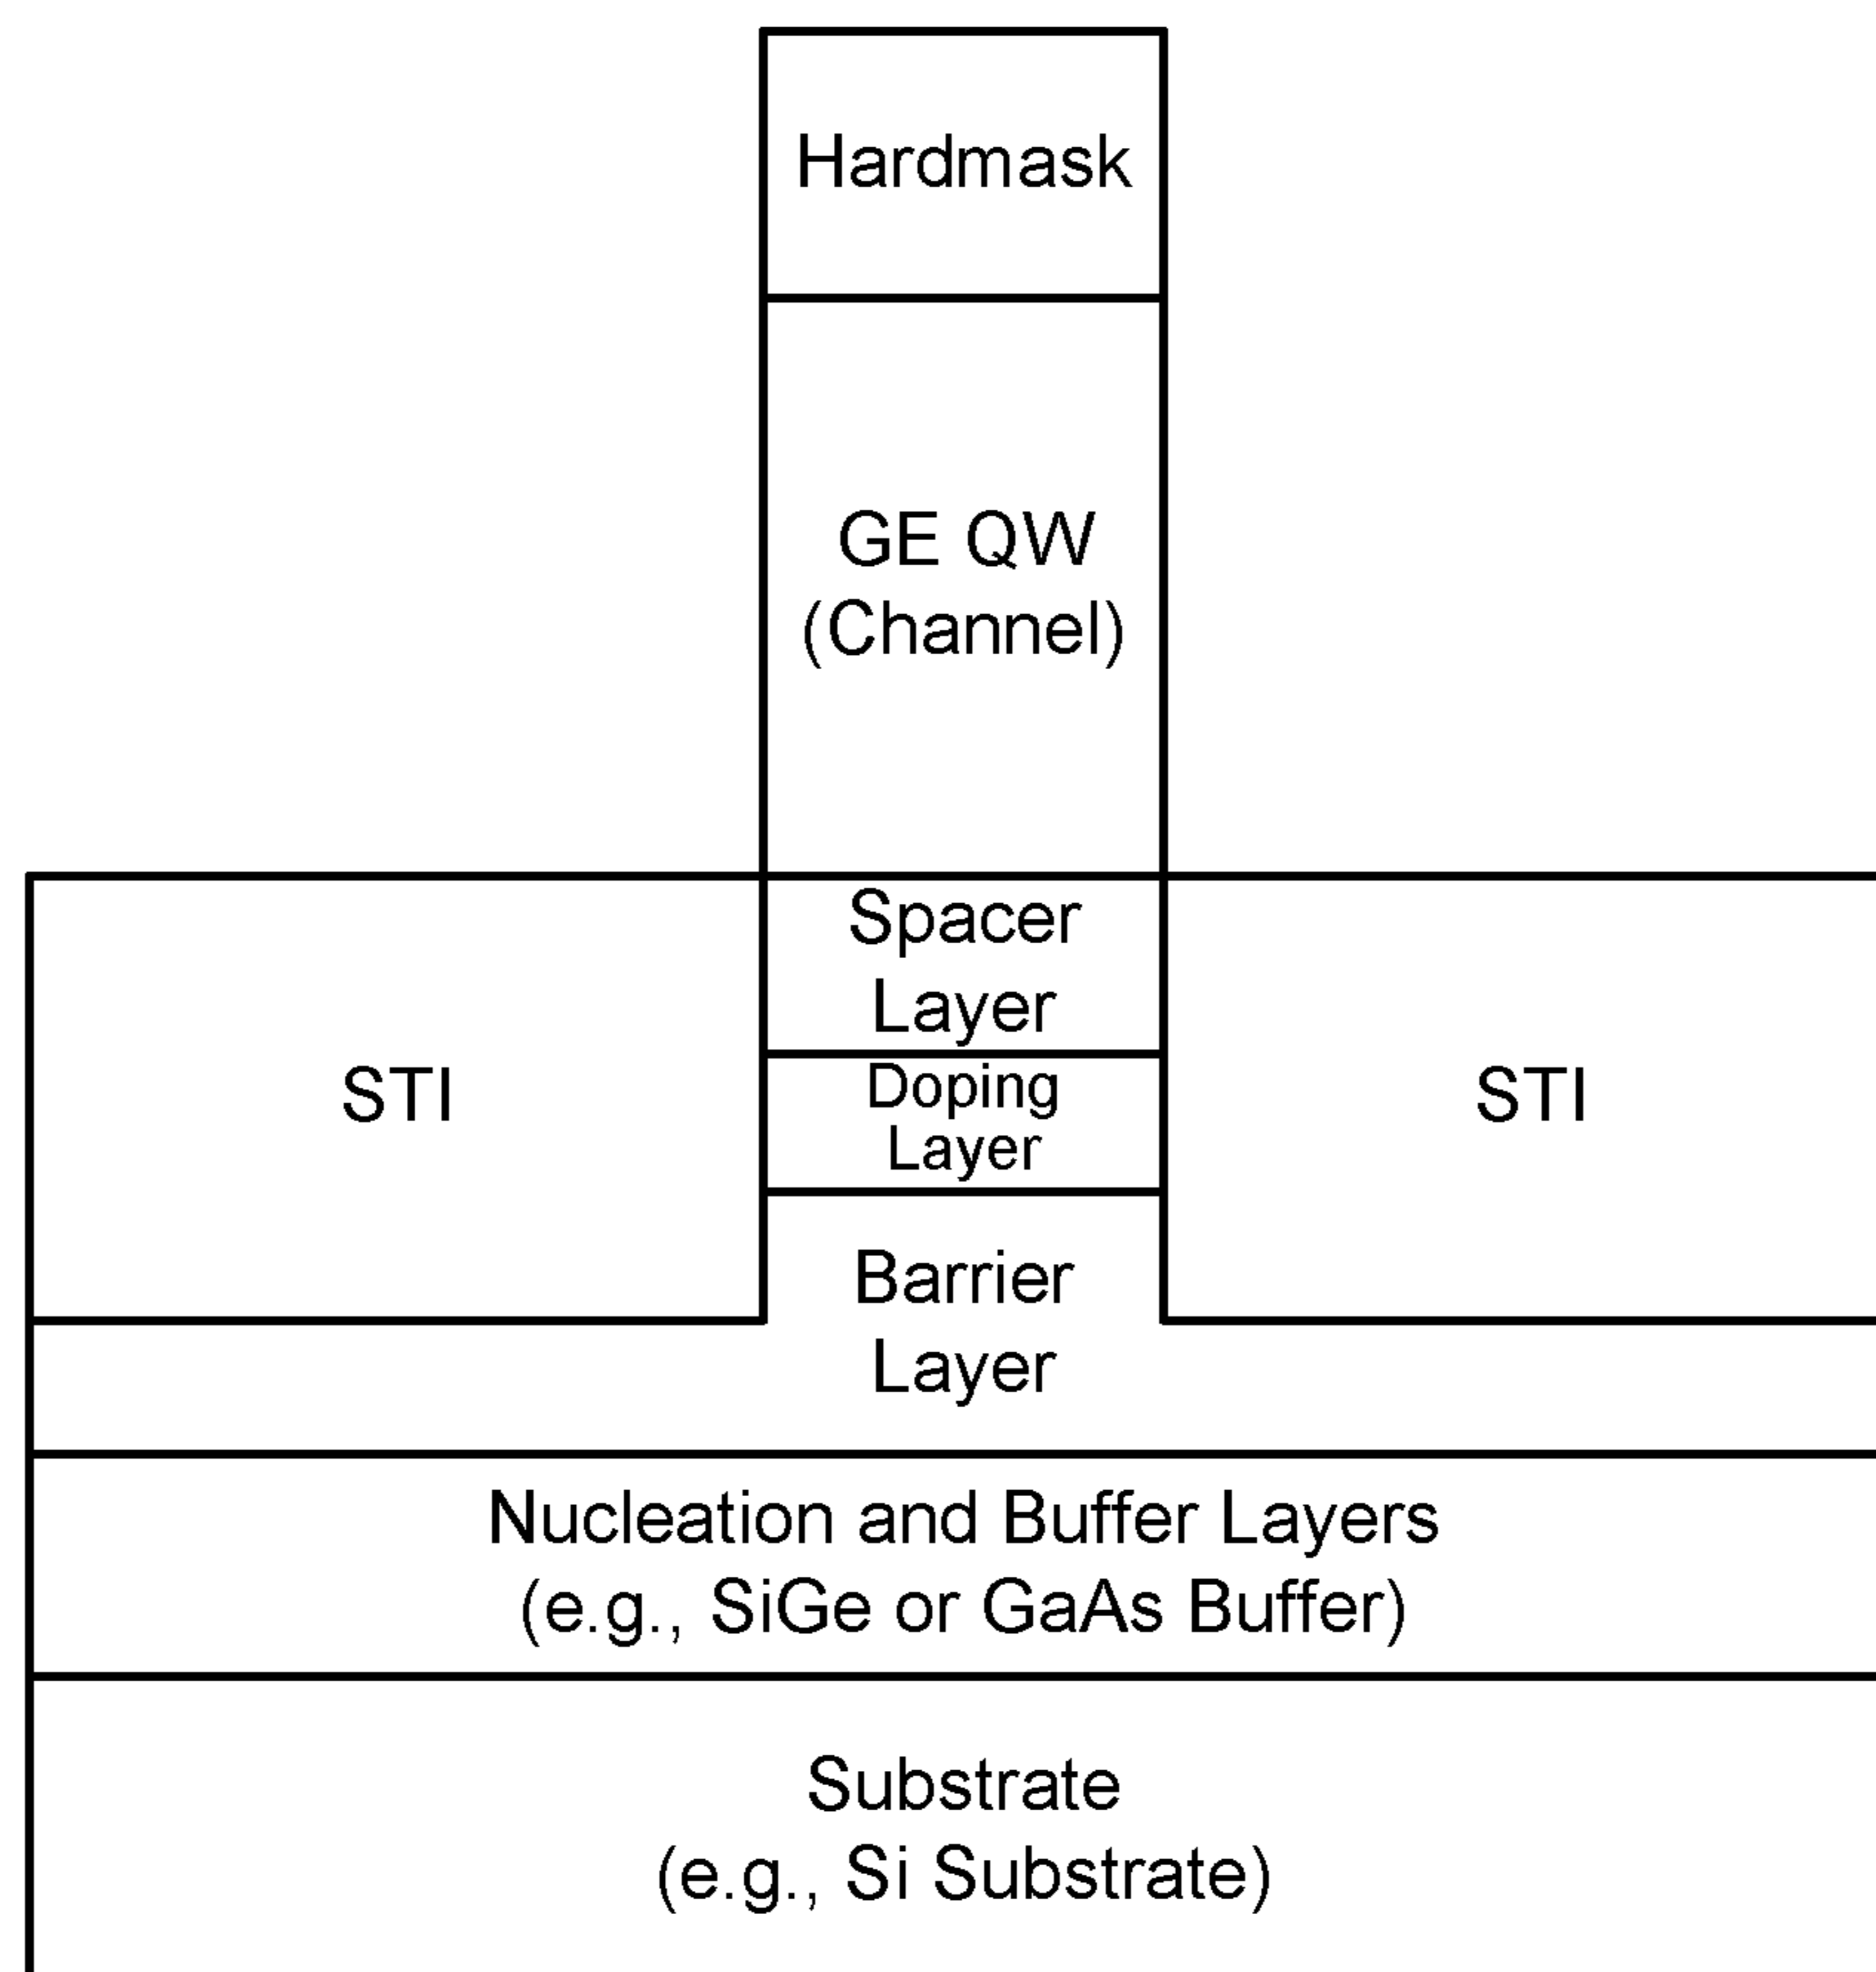 Hardmask
GE QW
(Channel)
Spacer
Layer
STI
Doping
Layer
STI
Barrier
Layer
Nucleation and Buffer Layers
(e.g., SiGe or GaAs Buffer)
Substrate
(e.g., Si Substrate)